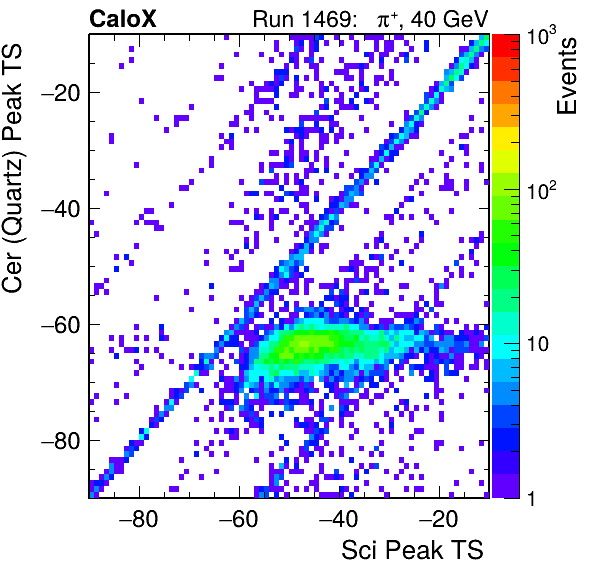 CaloX Run 1469: π⁺, 40 GeV
Cer (Quartz) Peak TS
−20
−40
−60
−80
−80 −60 −40 −20
Sci Peak TS
10³
10²
10
1
Events